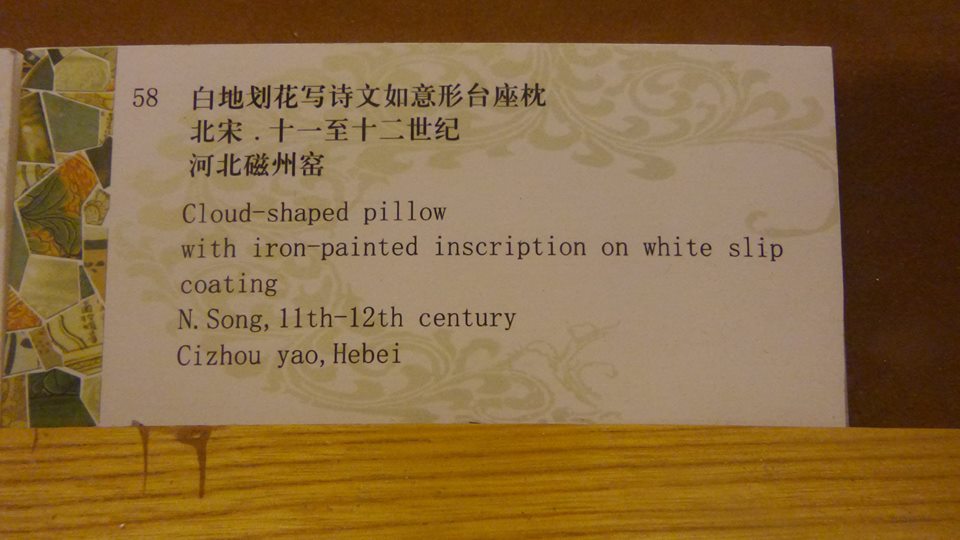 58 白地划花写诗文如意形台座枕
北宋 . 十一至十二世纪
河北磁州窑
Cloud-shaped pillow
with iron-painted inscription on white slip
coating
N. Song, 11th-12th century
Cizhou yao, Hebei